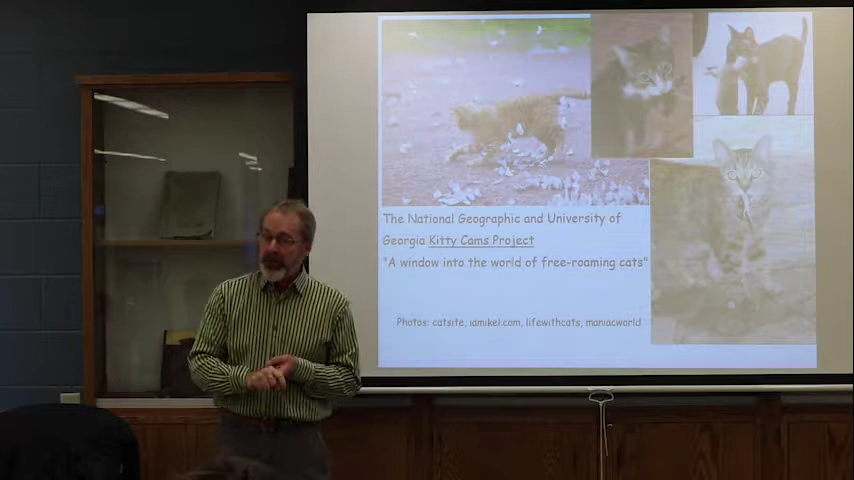 The National Geographic and University of
Georgia Kitty Cams Project
"A window into the world of free-roaming cats"
Photos: catsite, iamikel.com, lifewithcats, maniacworld